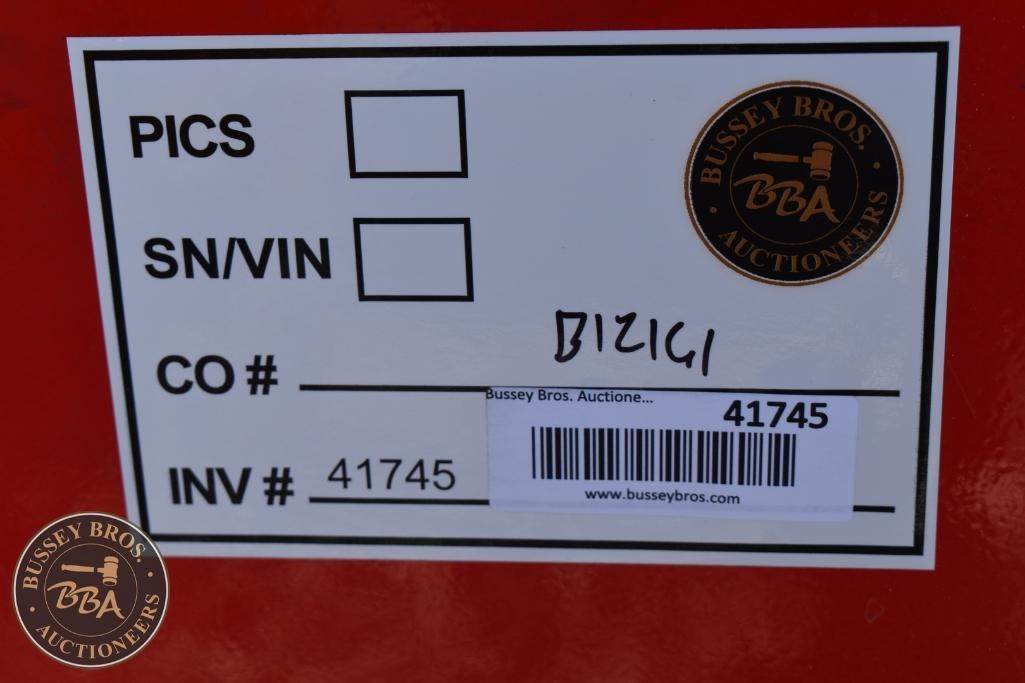 PICS
BUSSEY BROS.
BBA
AUCTIONEERS
SN/VIN
CO #
Bussey Bros. Auctione...
41745
INV # 41745
www.busseybros.com
BUSSEY BROS.
BBA
AUCTIONEERS